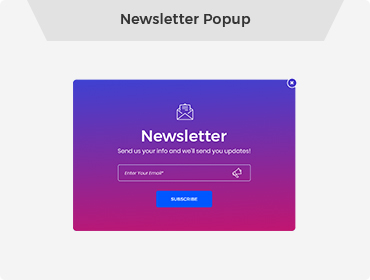 Newsletter Popup
Newsletter
Send us your info and we'll send you updates!
Enter Your Email*
SUBSCRIBE